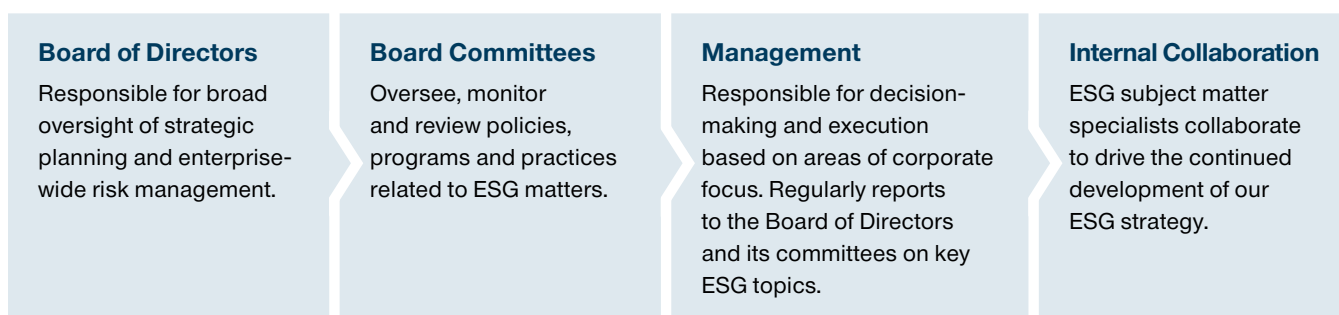 Board of Directors
Responsible for broad
oversight of strategic
planning and enterprise-
wide risk management.
Board Committees
Oversee, monitor
and review policies,
programs and practices
related to ESG matters.
Management
Responsible for decision-
making and execution
based on areas of corporate
focus. Regularly reports
to the Board of Directors
and its committees on key
ESG topics.
Internal Collaboration
ESG subject matter
specialists collaborate
to drive the continued
development of our
ESG strategy.